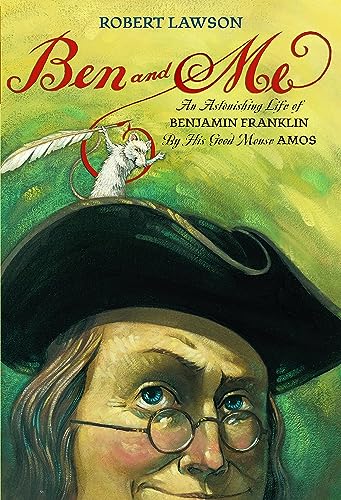 ROBERT LAWSON
Ben and Me
An Astonishing Life of
BENJAMIN FRANKLIN
By His Good Mouse AMOS